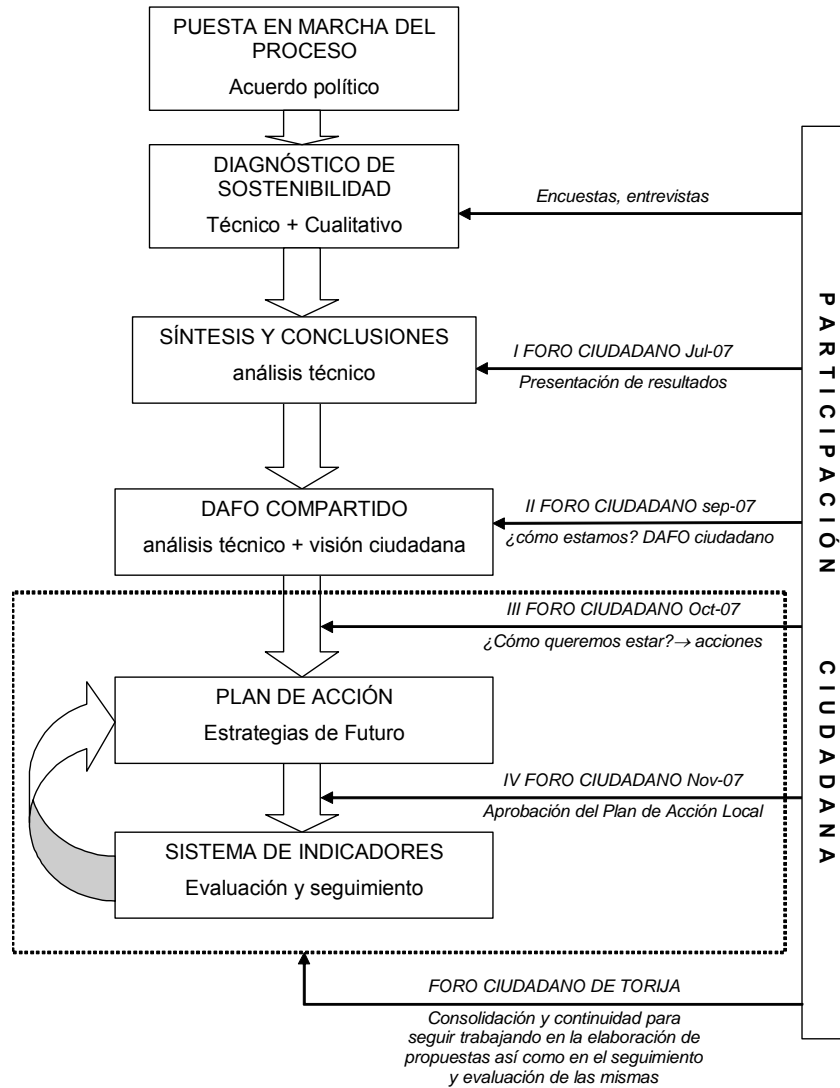 PUESTA EN MARCHA DEL
PROCESO
Acuerdo político
DIAGNÓSTICO DE
SOSTENIBILIDAD
Técnico + Cualitativo
Encuestas, entrevistas
SÍNTESIS Y CONCLUSIONES
análisis técnico
I FORO CIUDADANO Jul-07
Presentación de resultados
DAFO COMPARTIDO
análisis técnico + visión ciudadana
II FORO CIUDADANO sep-07
¿cómo estamos? DAFO ciudadano
III FORO CIUDADANO Oct-07
¿Cómo queremos estar?→ acciones
PLAN DE ACCIÓN
Estrategias de Futuro
IV FORO CIUDADANO Nov-07
Aprobación del Plan de Acción Local
SISTEMA DE INDICADORES
Evaluación y seguimiento
FORO CIUDADANO DE TORIJA
Consolidación y continuidad para
seguir trabajando en la elaboración de
propuestas así como en el seguimiento
y evaluación de las mismas
PARTICIPACIÓN CIUDADANA